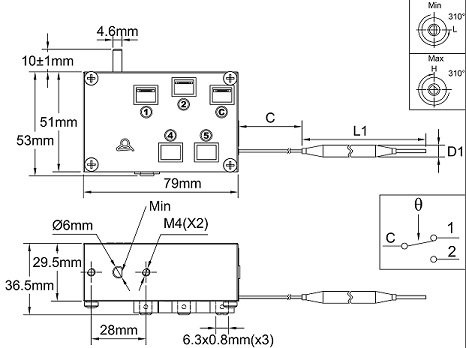 4.6mm
10±1mm
51mm
53mm
79mm
1
2
C
4
5
C
L1
D1
Min
310°
L
Max
H
310°
θ
C
1
2
Min
Ø6mm
M4(X2)
29.5mm
36.5mm
28mm
6.3x0.8mm(x3)